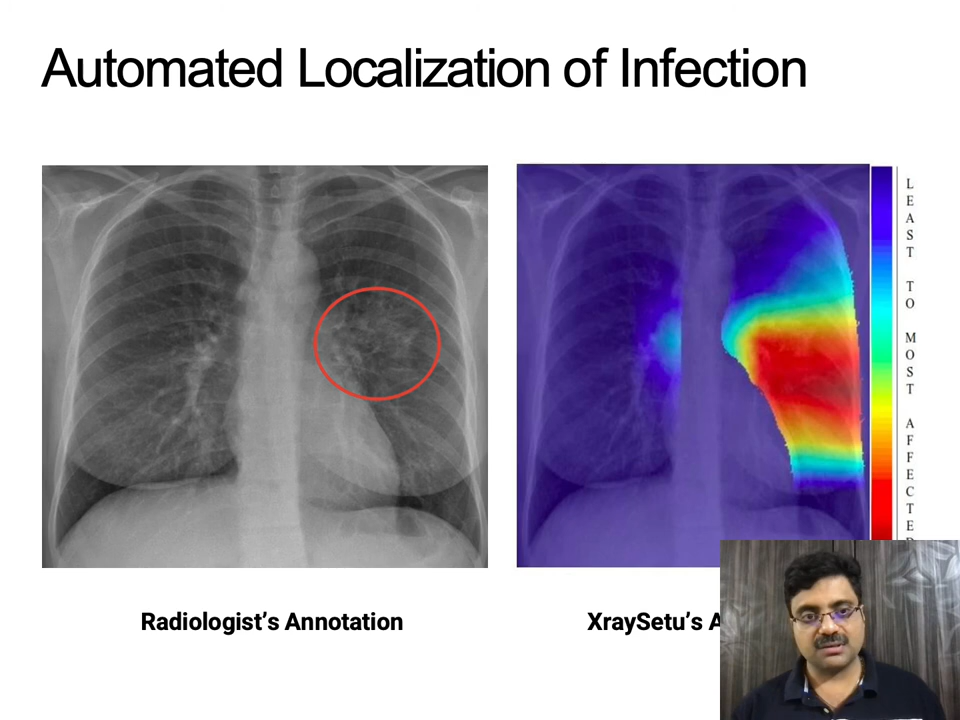 Automated Localization of Infection
LEAST TO MOST AFFECTED
Radiologist's Annotation
XraySetu's